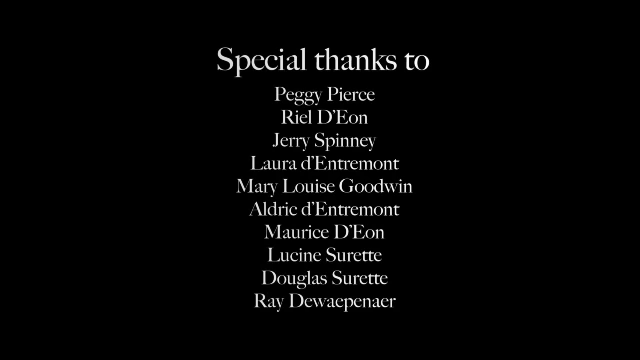 Special thanks to
Peggy Pierce
Riel D'Eon
Jerry Spinney
Laura d'Entremont
Mary Louise Goodwin
Aldric d'Entremont
Maurice D'Eon
Lucine Surette
Douglas Surette
Ray Dewaepenaer